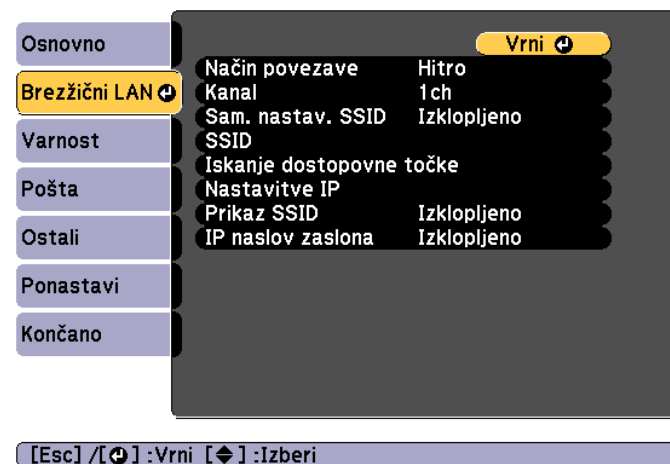 Osnovno
Brezžični LAN
Varnost
Pošta
Ostali
Ponastavi
Končano
Vrni
Način povezave Hitro
Kanal 1ch
Sam. nastav. SSID Izklopljeno
SSID
Iskanje dostopovne točke
Nastavitve IP
Prikaz SSID Izklopljeno
IP naslov zaslona Izklopljeno
[Esc] /[⏎] :Vrni [◆] :Izberi